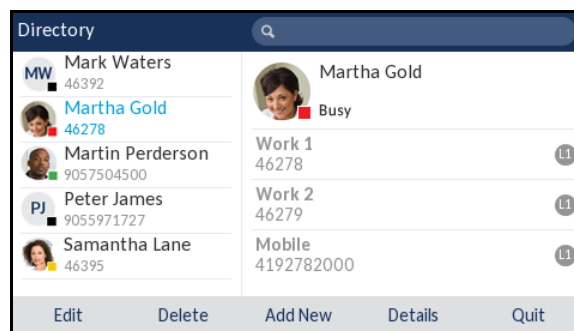 Directory
MW
Mark Waters
46392
Martha Gold
46278
Martin Perderson
9057504500
PJ
Peter James
9055971727
Samantha Lane
46395
Martha Gold
Busy
Work 1
46278
L1
Work 2
46279
L1
Mobile
4192782000
L1
Edit Delete Add New Details Quit